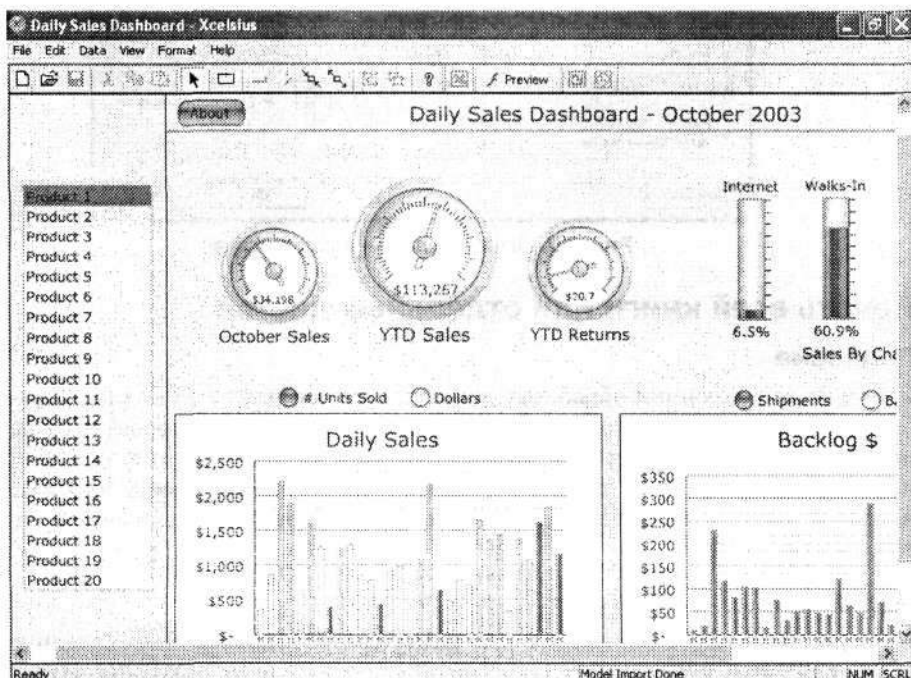 Daily Sales Dashboard - Xcelsius
File Edit Data View Format Help
Preview
About
Daily Sales Dashboard - October 2003
Product 1
Product 2
Product 3
Product 4
Product 5
Product 6
Product 7
Product 8
Product 9
Product 10
Product 11
Product 12
Product 13
Product 14
Product 15
Product 16
Product 17
Product 18
Product 19
Product 20
$34,198
October Sales
$113,267
YTD Sales
$20.7
YTD Returns
Internet
Walks-In
6.5%
60.9%
Sales By Cha
# Units Sold
Dollars
Shipments
Daily Sales
$2,500
$2,000
$1,500
$1,000
$500
$-
Backlog $
$350
$300
$250
$200
$150
$100
$50
$-
Ready
Model Import Done
NUM SCRL